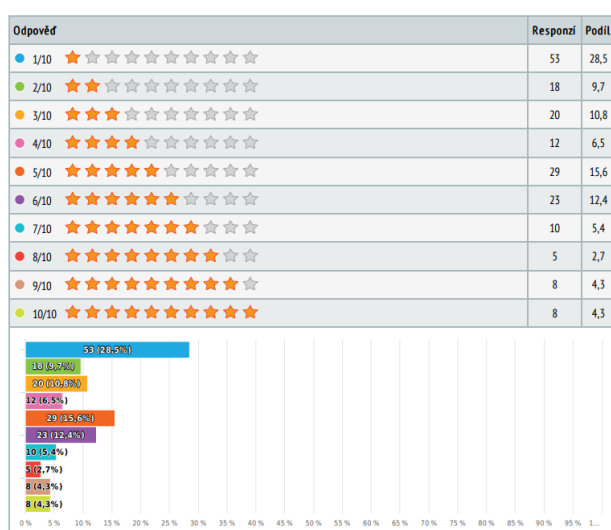 Odpověď Responzí Podíl
1/10 53 28,5
2/10 18 9,7
3/10 20 10,8
4/10 12 6,5
5/10 29 15,6
6/10 23 12,4
7/10 10 5,4
8/10 5 2,7
9/10 8 4,3
10/10 8 4,3
53 (28,5%)
18 (9,7%)
20 (10,8%)
12 (6,5%)
29 (15,6%)
23 (12,4%)
10 (5,4%)
5 (2,7%)
8 (4,3%)
8 (4,3%)
0 % 5 % 10 % 15 % 20 % 25 % 30 % 35 % 40 % 45 % 50 % 55 % 60 % 65 % 70 % 75 % 80 % 85 % 90 % 95 % 1...